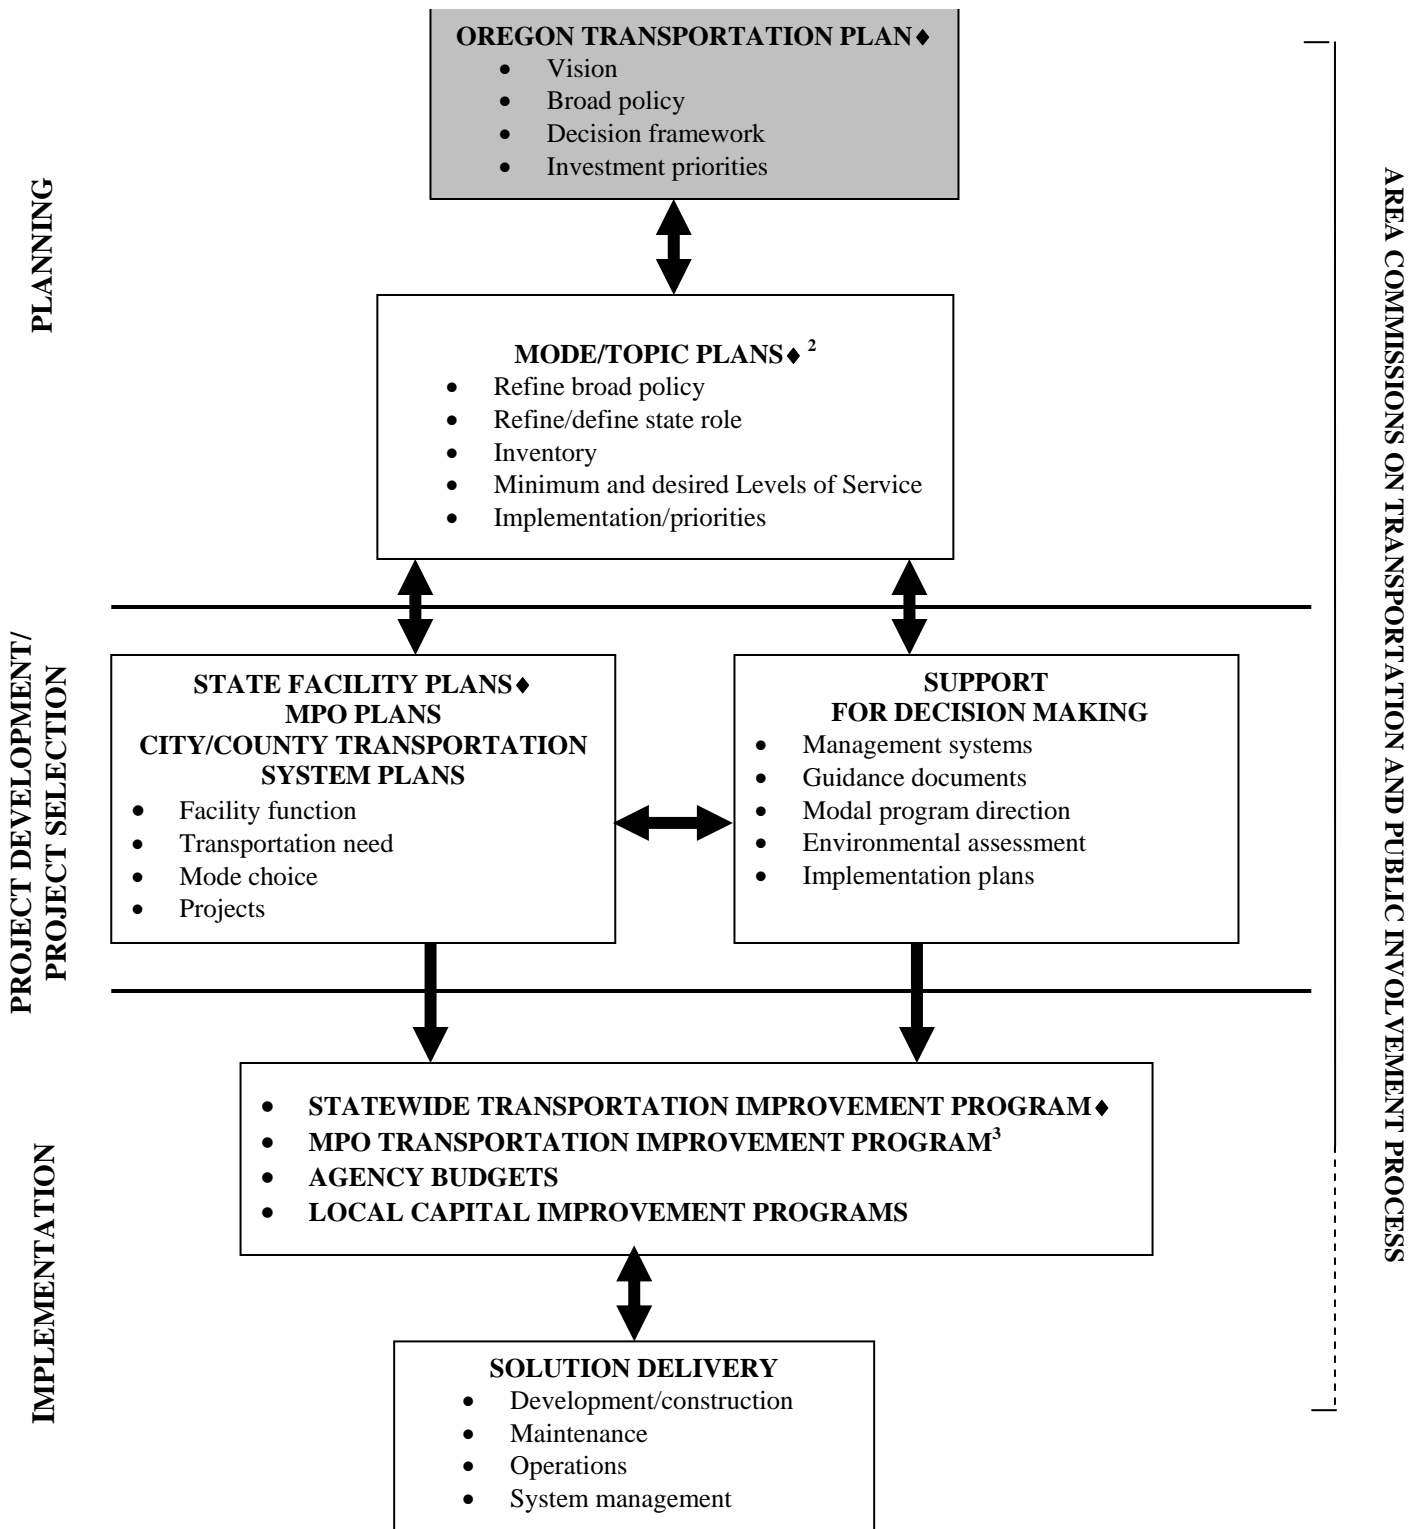 OREGON TRANSPORTATION PLAN♦
• Vision
• Broad policy
• Decision framework
• Investment priorities
PLANNING
MODE/TOPIC PLANS♦ 2
• Refine broad policy
• Refine/define state role
• Inventory
• Minimum and desired Levels of Service
• Implementation/priorities
PROJECT DEVELOPMENT/
PROJECT SELECTION
STATE FACILITY PLANS♦
MPO PLANS
CITY/COUNTY TRANSPORTATION
SYSTEM PLANS
• Facility function
• Transportation need
• Mode choice
• Projects
SUPPORT
FOR DECISION MAKING
• Management systems
• Guidance documents
• Modal program direction
• Environmental assessment
• Implementation plans
IMPLEMENTATION
• STATEWIDE TRANSPORTATION IMPROVEMENT PROGRAM♦
• MPO TRANSPORTATION IMPROVEMENT PROGRAM3
• AGENCY BUDGETS
• LOCAL CAPITAL IMPROVEMENT PROGRAMS
SOLUTION DELIVERY
• Development/construction
• Maintenance
• Operations
• System management
AREA COMMISSIONS ON TRANSPORTATION AND PUBLIC INVOLVEMENT PROCESS